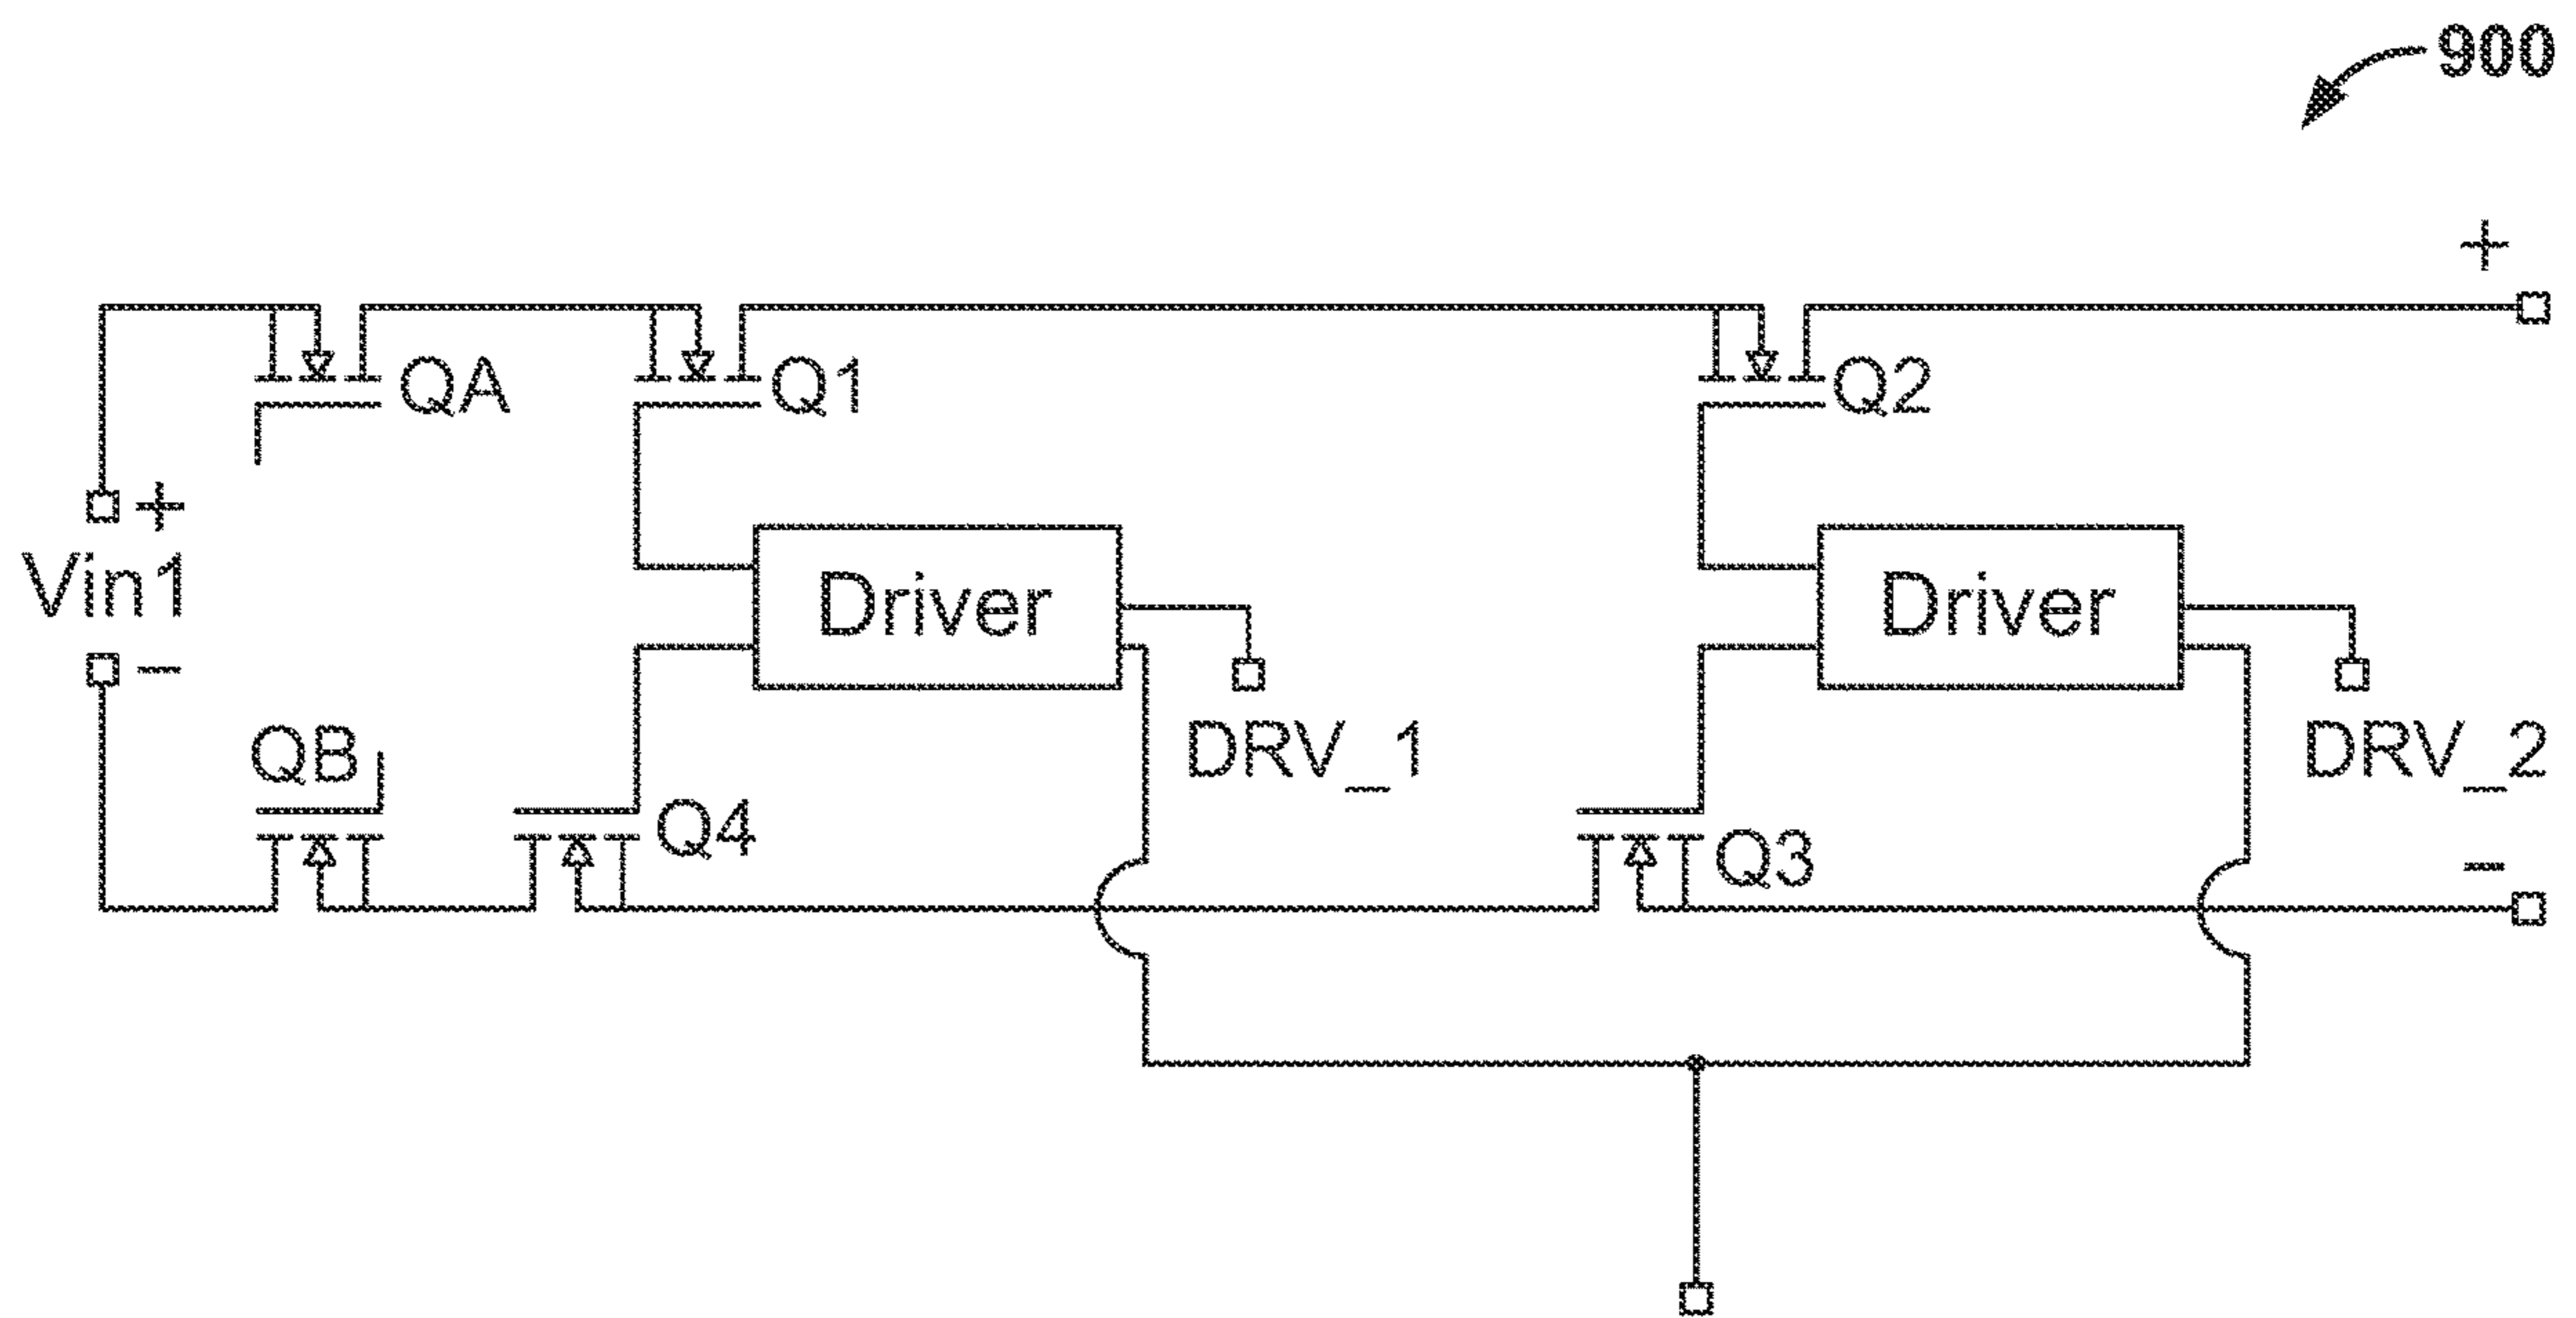 900
+
QA
Q1
Q2
+
Vin1
−
Driver
Driver
DRV_1
DRV_2
QB
Q4
Q3
−